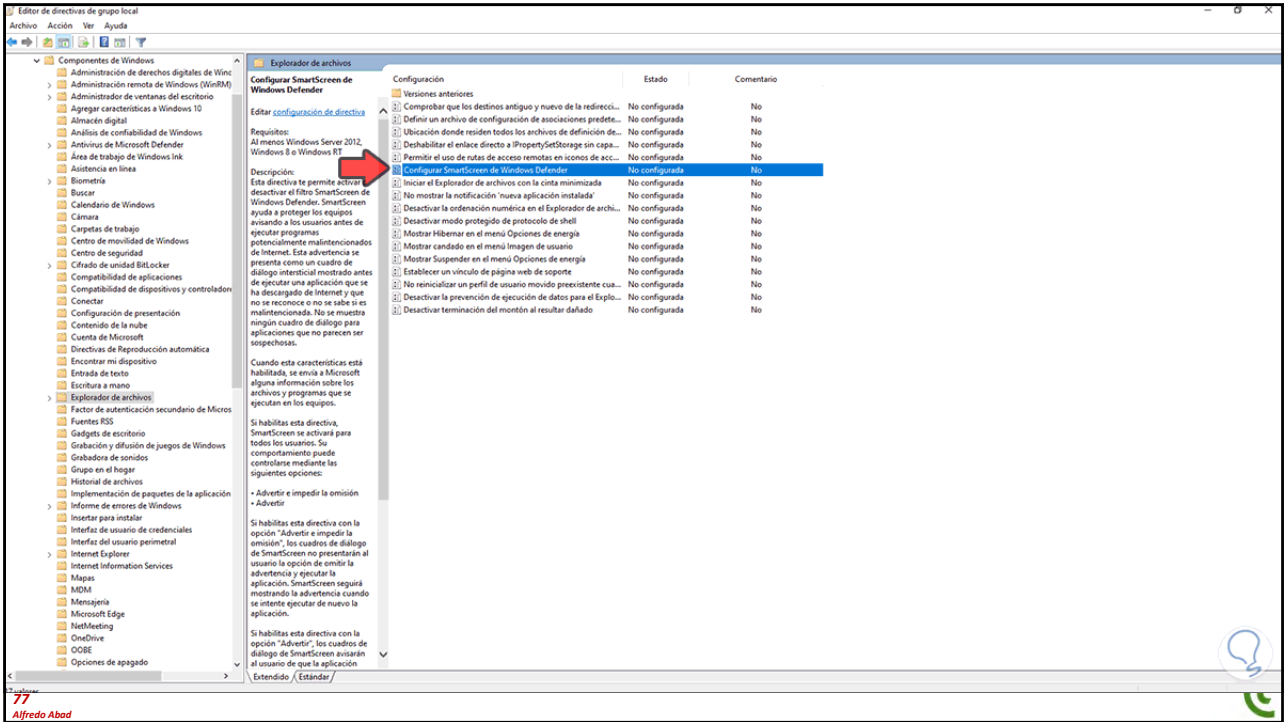 Editor de directivas de grupo local
Archivo Acción Ver Ayuda
Componentes de Windows
Administración de derechos digitales de Winc
Administración remota de Windows (WinRM)
Administrador de ventanas del escritorio
Agregar características a Windows 10
Almacén digital
Análisis de confiabilidad de Windows
Antivirus de Microsoft Defender
Área de trabajo de Windows Ink
Asistencia en línea
Biometría
Buscar
Calendario de Windows
Cámara
Carpetas de trabajo
Centro de movilidad de Windows
Centro de seguridad
Cifrado de unidad BitLocker
Compatibilidad de aplicaciones
Compatibilidad de dispositivos y controladore
Conectar
Configuración de presentación
Contenido de la nube
Cuenta de Microsoft
Directivas de Reproducción automática
Encontrar mi dispositivo
Entrada de texto
Escritura a mano
Explorador de archivos
Factor de autenticación secundario de Micros
Fuentes RSS
Gadgets de escritorio
Grabación y difusión de juegos de Windows
Grabadora de sonidos
Grupo en el hogar
Historial de archivos
Implementación de paquetes de la aplicación
Informe de errores de Windows
Insertar para instalar
Interfaz de usuario de credenciales
Interfaz del usuario perimetral
Internet Explorer
Internet Information Services
Mapas
MDM
Mensajería
Microsoft Edge
NetMeeting
OneDrive
OOBE
Opciones de apagado
Explorador de archivos
Configurar SmartScreen de
Windows Defender
Editar configuración de directiva
Requisitos:
Al menos Windows Server 2012,
Windows 8 o Windows RT
Descripción:
Esta directiva te permite activar o
desactivar el filtro SmartScreen de
Windows Defender. SmartScreen
ayuda a proteger los equipos
avisando a los usuarios antes de
ejecutar programas
potencialmente malintencionados
de Internet. Esta advertencia se
presenta como un cuadro de
diálogo intersticial mostrado antes
de ejecutar una aplicación que se
ha descargado de Internet y que
no se reconoce o no se sabe si es
malintencionada. No se muestra
ningún cuadro de diálogo para
aplicaciones que no parecen ser
sospechosas.
Cuando esta características está
habilitada, se envía a Microsoft
alguna información sobre los
archivos y programas que se
ejecutan en los equipos.
Si habilitas esta directiva,
SmartScreen se activará para
todos los usuarios. Su
comportamiento puede
controlarse mediante las
siguientes opciones:
• Advertir e impedir la omisión
• Advertir
Si habilitas esta directiva con la
opción "Advertir e impedir la
omisión", los cuadros de diálogo
de SmartScreen no presentarán al
usuario la opción de omitir la
advertencia y ejecutar la
aplicación. SmartScreen seguirá
mostrando la advertencia cuando
se intente ejecutar de nuevo la
aplicación.
Si habilitas esta directiva con la
opción "Advertir", los cuadros de
diálogo de SmartScreen avisarán
al usuario de que la aplicación
Configuración Estado Comentario
Versiones anteriores
Comprobar que los destinos antiguo y nuevo de la redirecci... No configurada No
Definir un archivo de configuración de asociaciones predete... No configurada No
Ubicación donde residen todos los archivos de definición de... No configurada No
Deshabilitar el enlace directo a IPropertySetStorage sin capa... No configurada No
Permitir el uso de rutas de acceso remotas en iconos de acc... No configurada No
Configurar SmartScreen de Windows Defender No configurada No
Iniciar el Explorador de archivos con la cinta minimizada No configurada No
No mostrar la notificación 'nueva aplicación instalada' No configurada No
Desactivar la ordenación numérica en el Explorador de archi... No configurada No
Desactivar modo protegido de protocolo de shell No configurada No
Mostrar Hibernar en el menú Opciones de energía No configurada No
Mostrar candado en el menú Imagen de usuario No configurada No
Mostrar Suspender en el menú Opciones de energía No configurada No
Establecer un vínculo de página web de soporte No configurada No
No reinicializar un perfil de usuario movido preexistente cua... No configurada No
Desactivar la prevención de ejecución de datos para el Explo... No configurada No
Desactivar terminación del montón al resultar dañado No configurada No
Extendido Estándar
77
Alfredo Abad